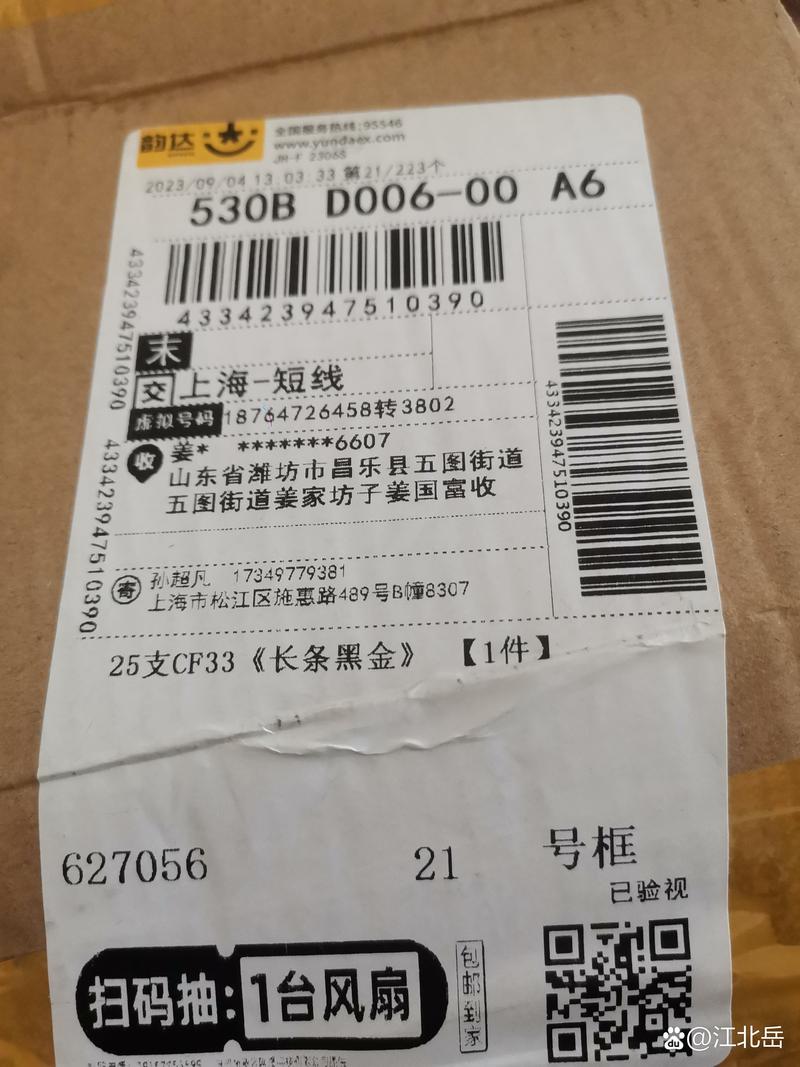 韵达
全国服务热线:95546
www.yundaex.com
2023/09/04 13 03 33 第21/223个
530B D006-00 A6
433423947510390
433423947510390
433423947510390
433423947510390
末
交 上海-短线
虚拟号码 18764726458转3802
收 姜* *******6607
山东省潍坊市昌乐县五图街道
五图街道姜家坊子姜国富收
寄 孙超凡 17349779381
上海市松江区施惠路489号B幢8307
25支CF33《长条黑金》 【1件】
627056 21 号框
已验视
扫码抽:1台风扇
包邮到家
@江北岳